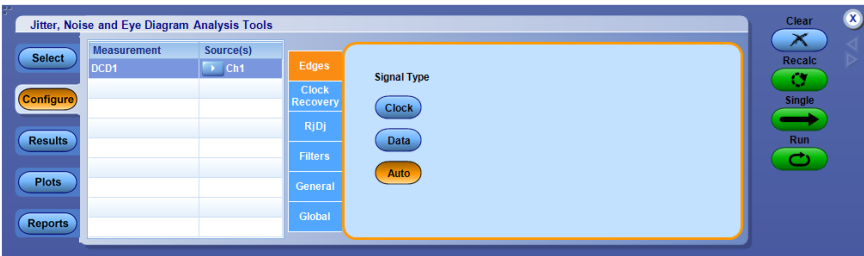 Jitter, Noise and Eye Diagram Analysis Tools
Clear
X
Select
Measurement
Source(s)
DCD1
Ch1
Configure
Results
Plots
Reports
Edges
Clock
Recovery
RjDj
Filters
General
Global
Signal Type
Clock
Data
Auto
Recalc
Single
Run